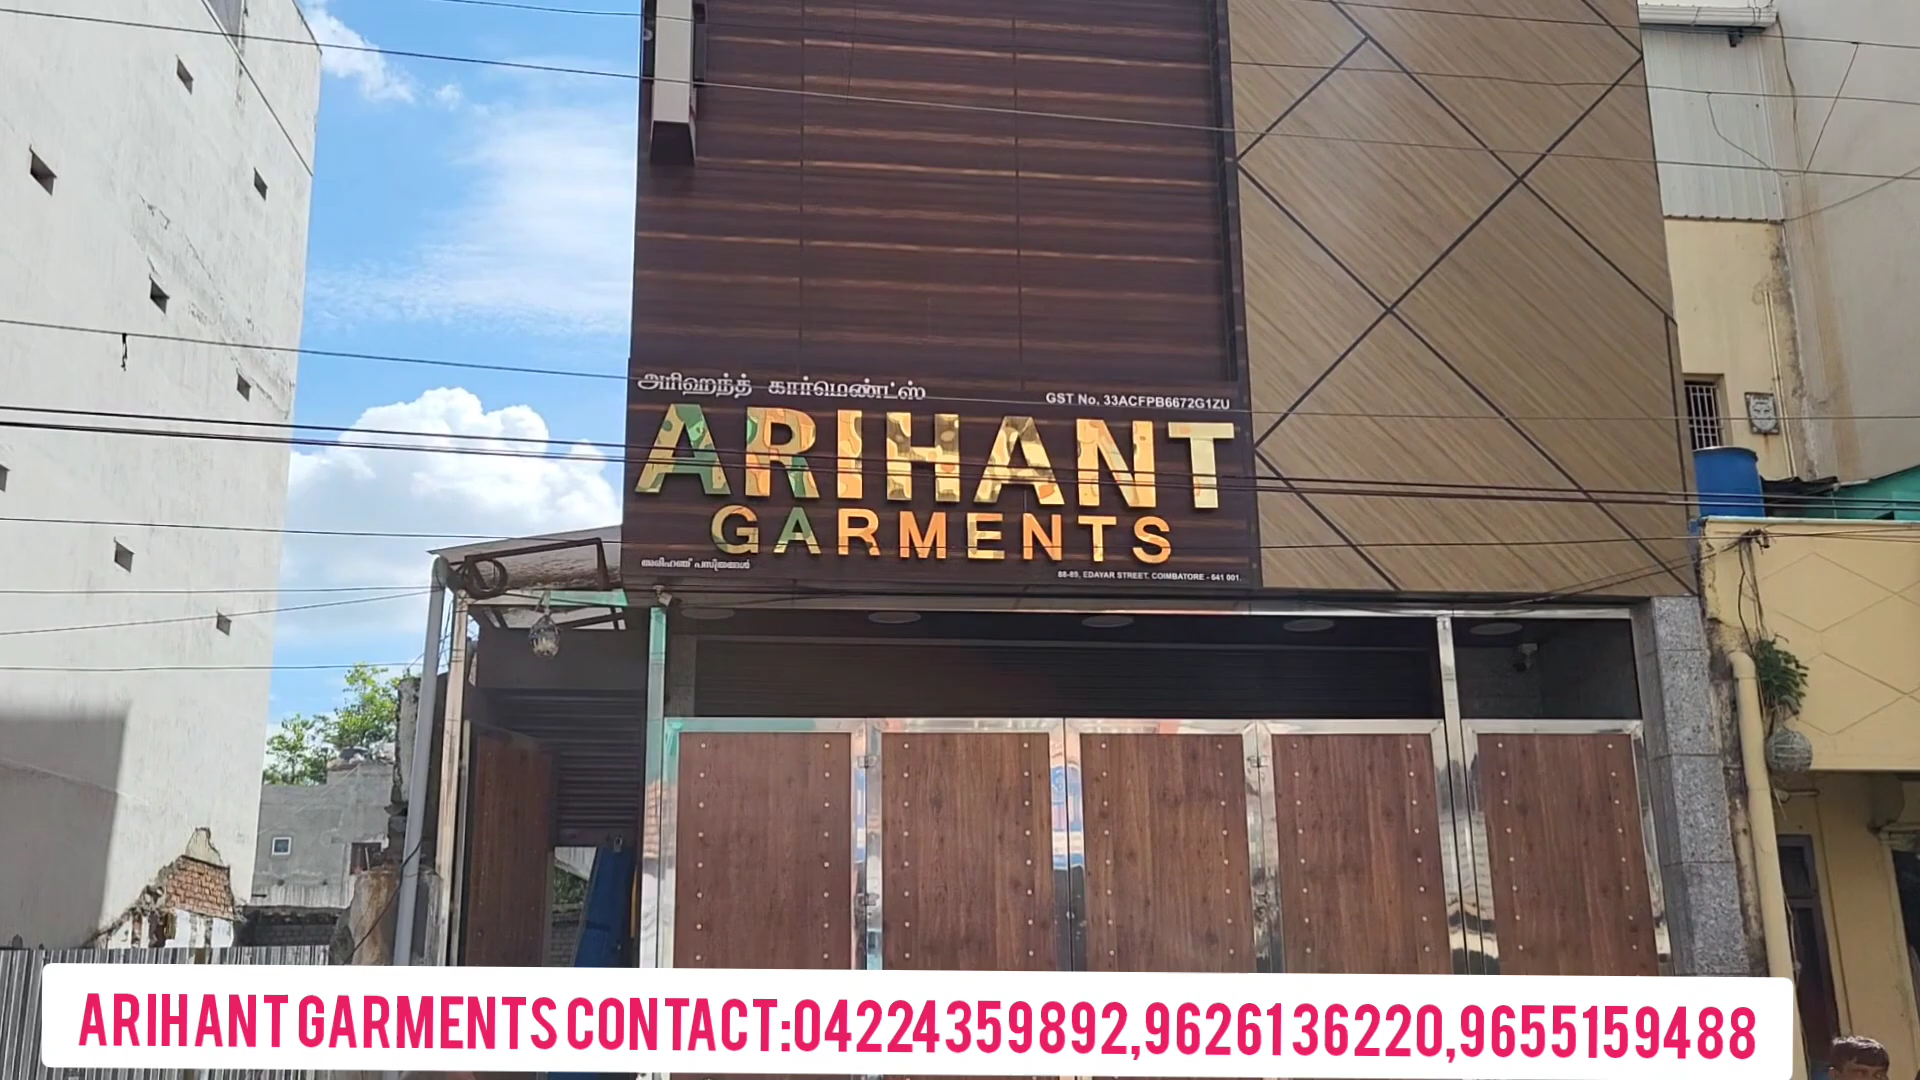 அரிஹந்த் கார்மெண்ட்ஸ்
GST No. 33ACFPB6672G1ZU
ARIHANT
GARMENTS
88-89, EDAYAR STREET, COIMBATORE - 641 001.
ARIHANT GARMENTS CONTACT:04224359892,9626136220,9655159488